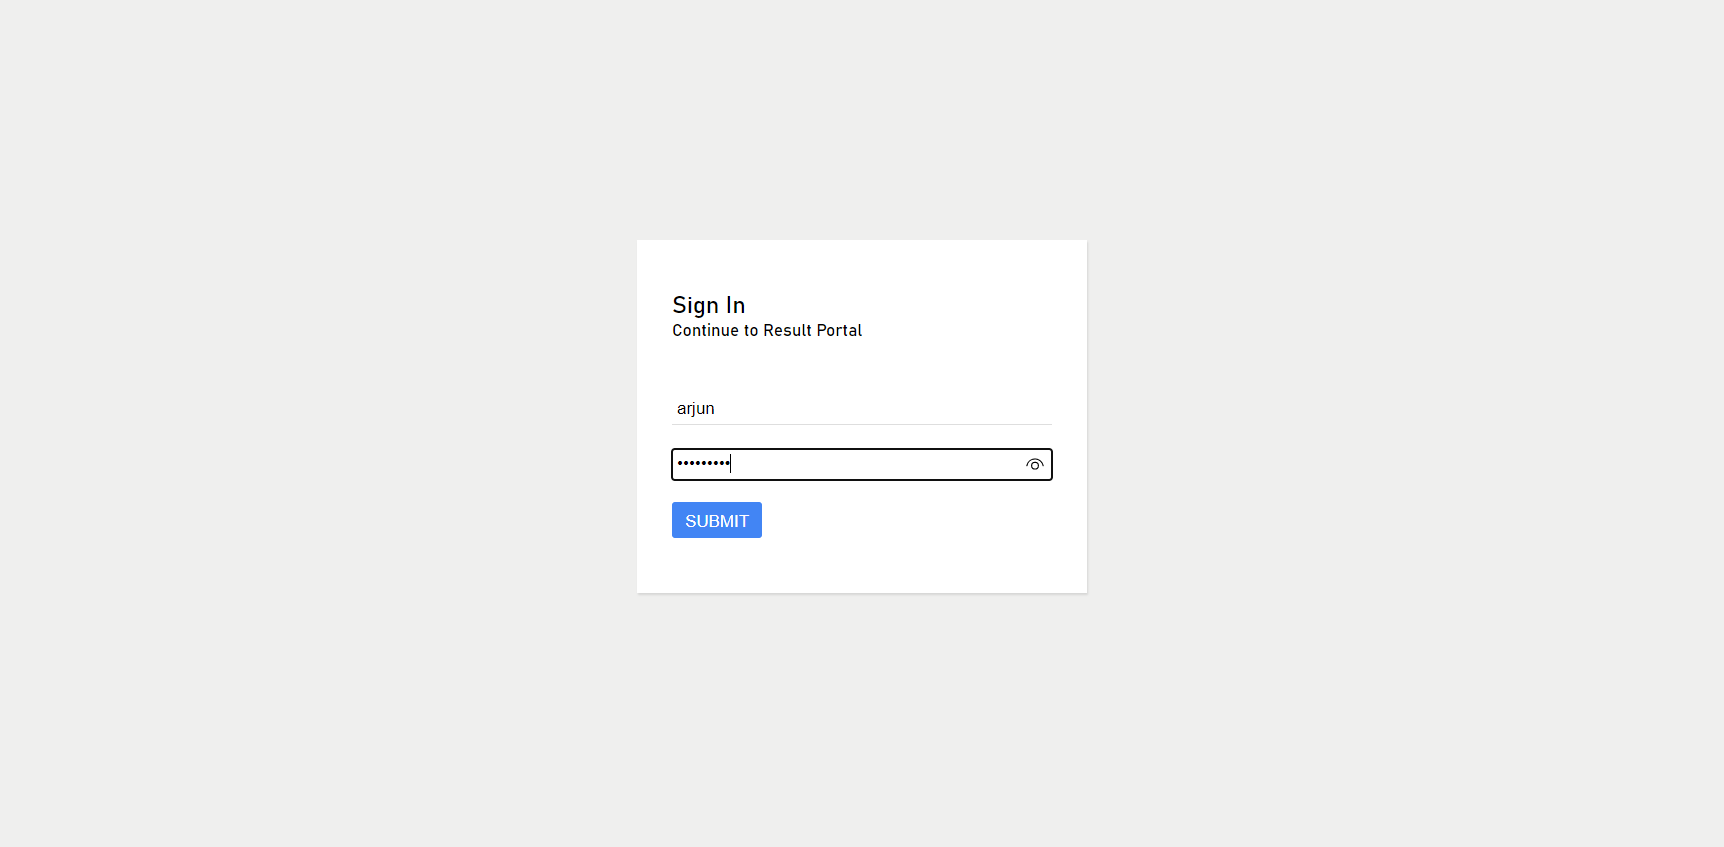 Sign In
Continue to Result Portal
arjun
•••••••••
SUBMIT